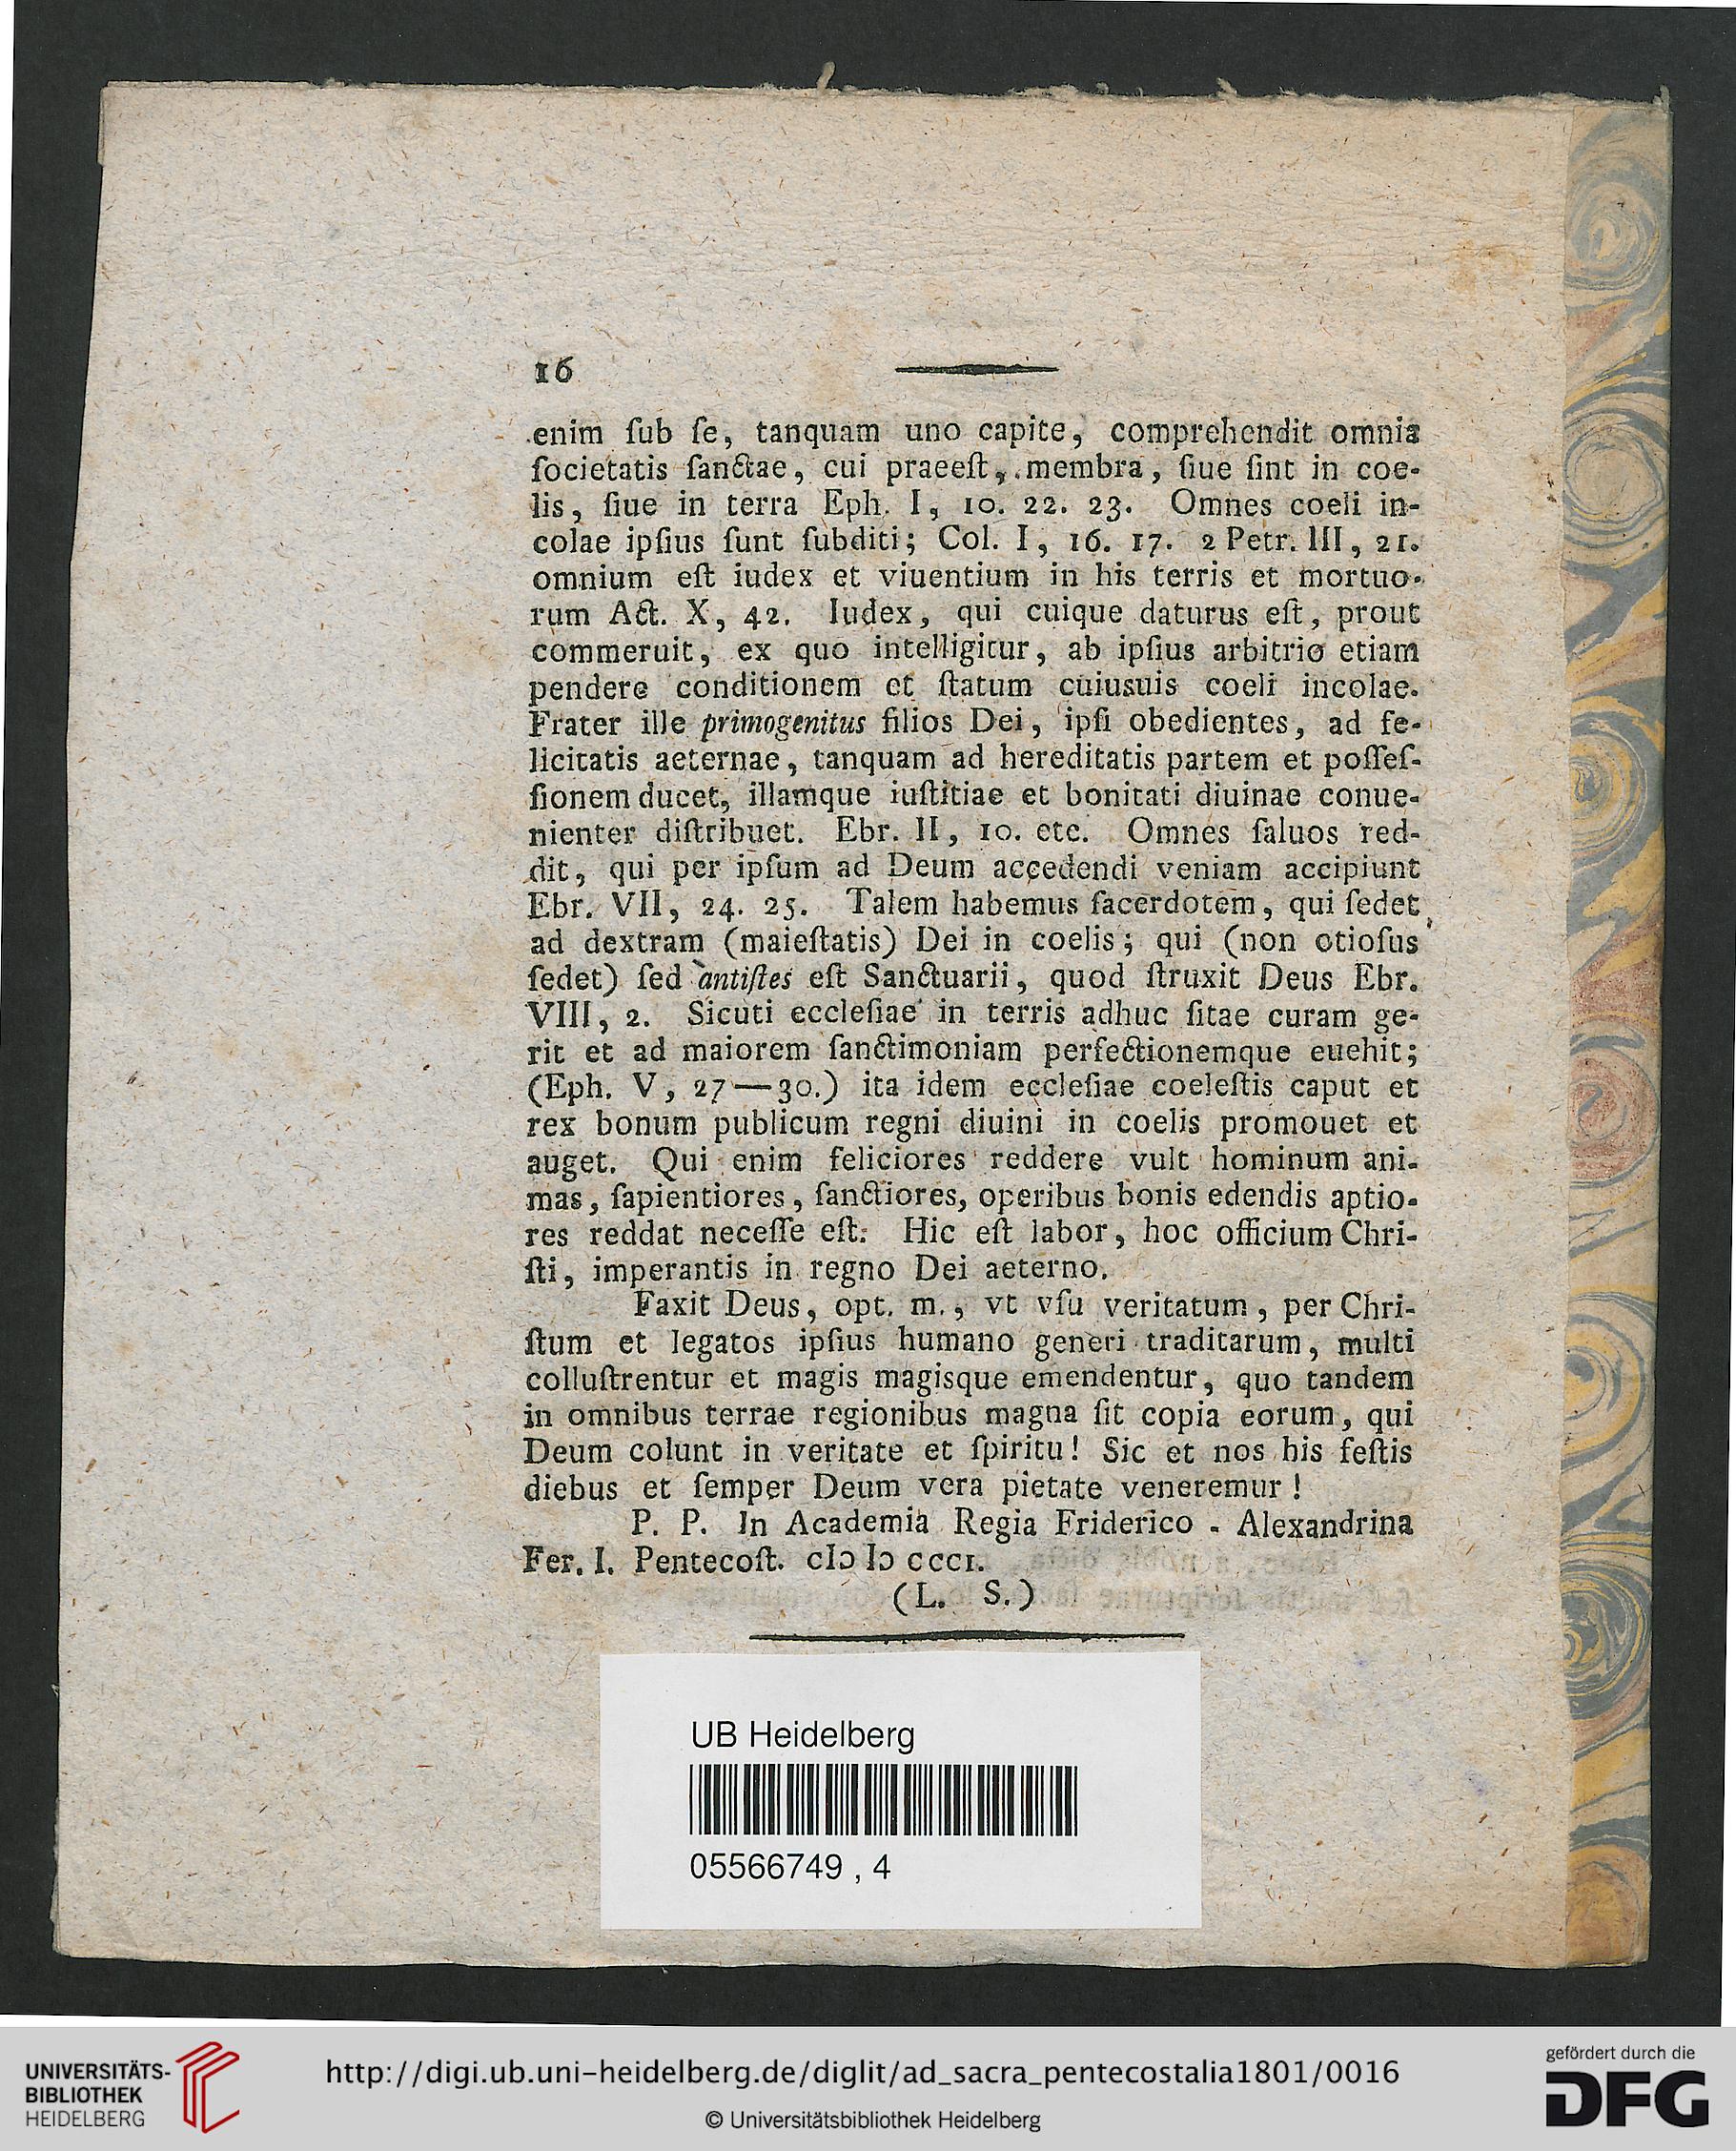 16
enim ſub ſe, tanquam uno capite, comprehendit omnia
ſocietatis ſanctae, cui praeeſt, membra, ſiue ſint in coe-
lis, ſiue in terra Eph. I, 10. 22. 23. Omnes coeli in-
colae ipſius ſunt ſubditi; Col. I, 16. 17. 2 Petr. III, 21.
omnium eſt iudex et viuentium in his terris et mortuo-
rum Act. X, 42. Iudex, qui cuique daturus eſt, prout
commeruit, ex quo intelligitur, ab ipſius arbitrio etiam
pendere conditionem et ſtatum cuiusuis coeli incolae.
Frater ille primogenitus filios Dei, ipſi obedientes, ad fe-
licitatis aeternae, tanquam ad hereditatis partem et poſſeſ-
ſionem ducet, illamque iuſtitiae et bonitati diuinae conue-
nienter diſtribuet. Ebr. II, 10. etc. Omnes ſaluos red-
dit, qui per ipſum ad Deum accedendi veniam accipiunt
Ebr. VII, 24. 25. Talem habemus ſacerdotem, qui ſedet
ad dextram (maieſtatis) Dei in coelis; qui (non otioſus
ſedet) ſed antiſtes eſt Sanctuarii, quod ſtruxit Deus Ebr.
VIII, 2. Sicuti eccleſiae in terris adhuc ſitae curam ge-
rit et ad maiorem ſanctimoniam perfectionemque euehit;
(Eph. V, 27—30.) ita idem eccleſiae coeleſtis caput et
rex bonum publicum regni diuini in coelis promouet et
auget. Qui enim feliciores reddere vult hominum ani-
mas, ſapientiores, ſanctiores, operibus bonis edendis aptio-
res reddat neceſſe eſt: Hic eſt labor, hoc officium Chri-
ſti, imperantis in regno Dei aeterno.
Faxit Deus, opt. m., vt vſu veritatum, per Chri-
ſtum et legatos ipſius humano generi traditarum, multi
colluſtrentur et magis magisque emendentur, quo tandem
in omnibus terrae regionibus magna ſit copia eorum, qui
Deum colunt in veritate et ſpiritu! Sic et nos his feſtis
diebus et ſemper Deum vera pietate veneremur!
P. P. In Academia Regia Friderico - Alexandrina
Fer. I. Pentecoſt. cIↄ Iↄ cccI.
(L. S.)
UB Heidelberg
05566749 , 4
UNIVERSITÄTS-
BIBLIOTHEK
HEIDELBERG
http://digi.ub.uni-heidelberg.de/diglit/ad_sacra_pentecostalia1801/0016
© Universitätsbibliothek Heidelberg
gefördert durch die
DFG